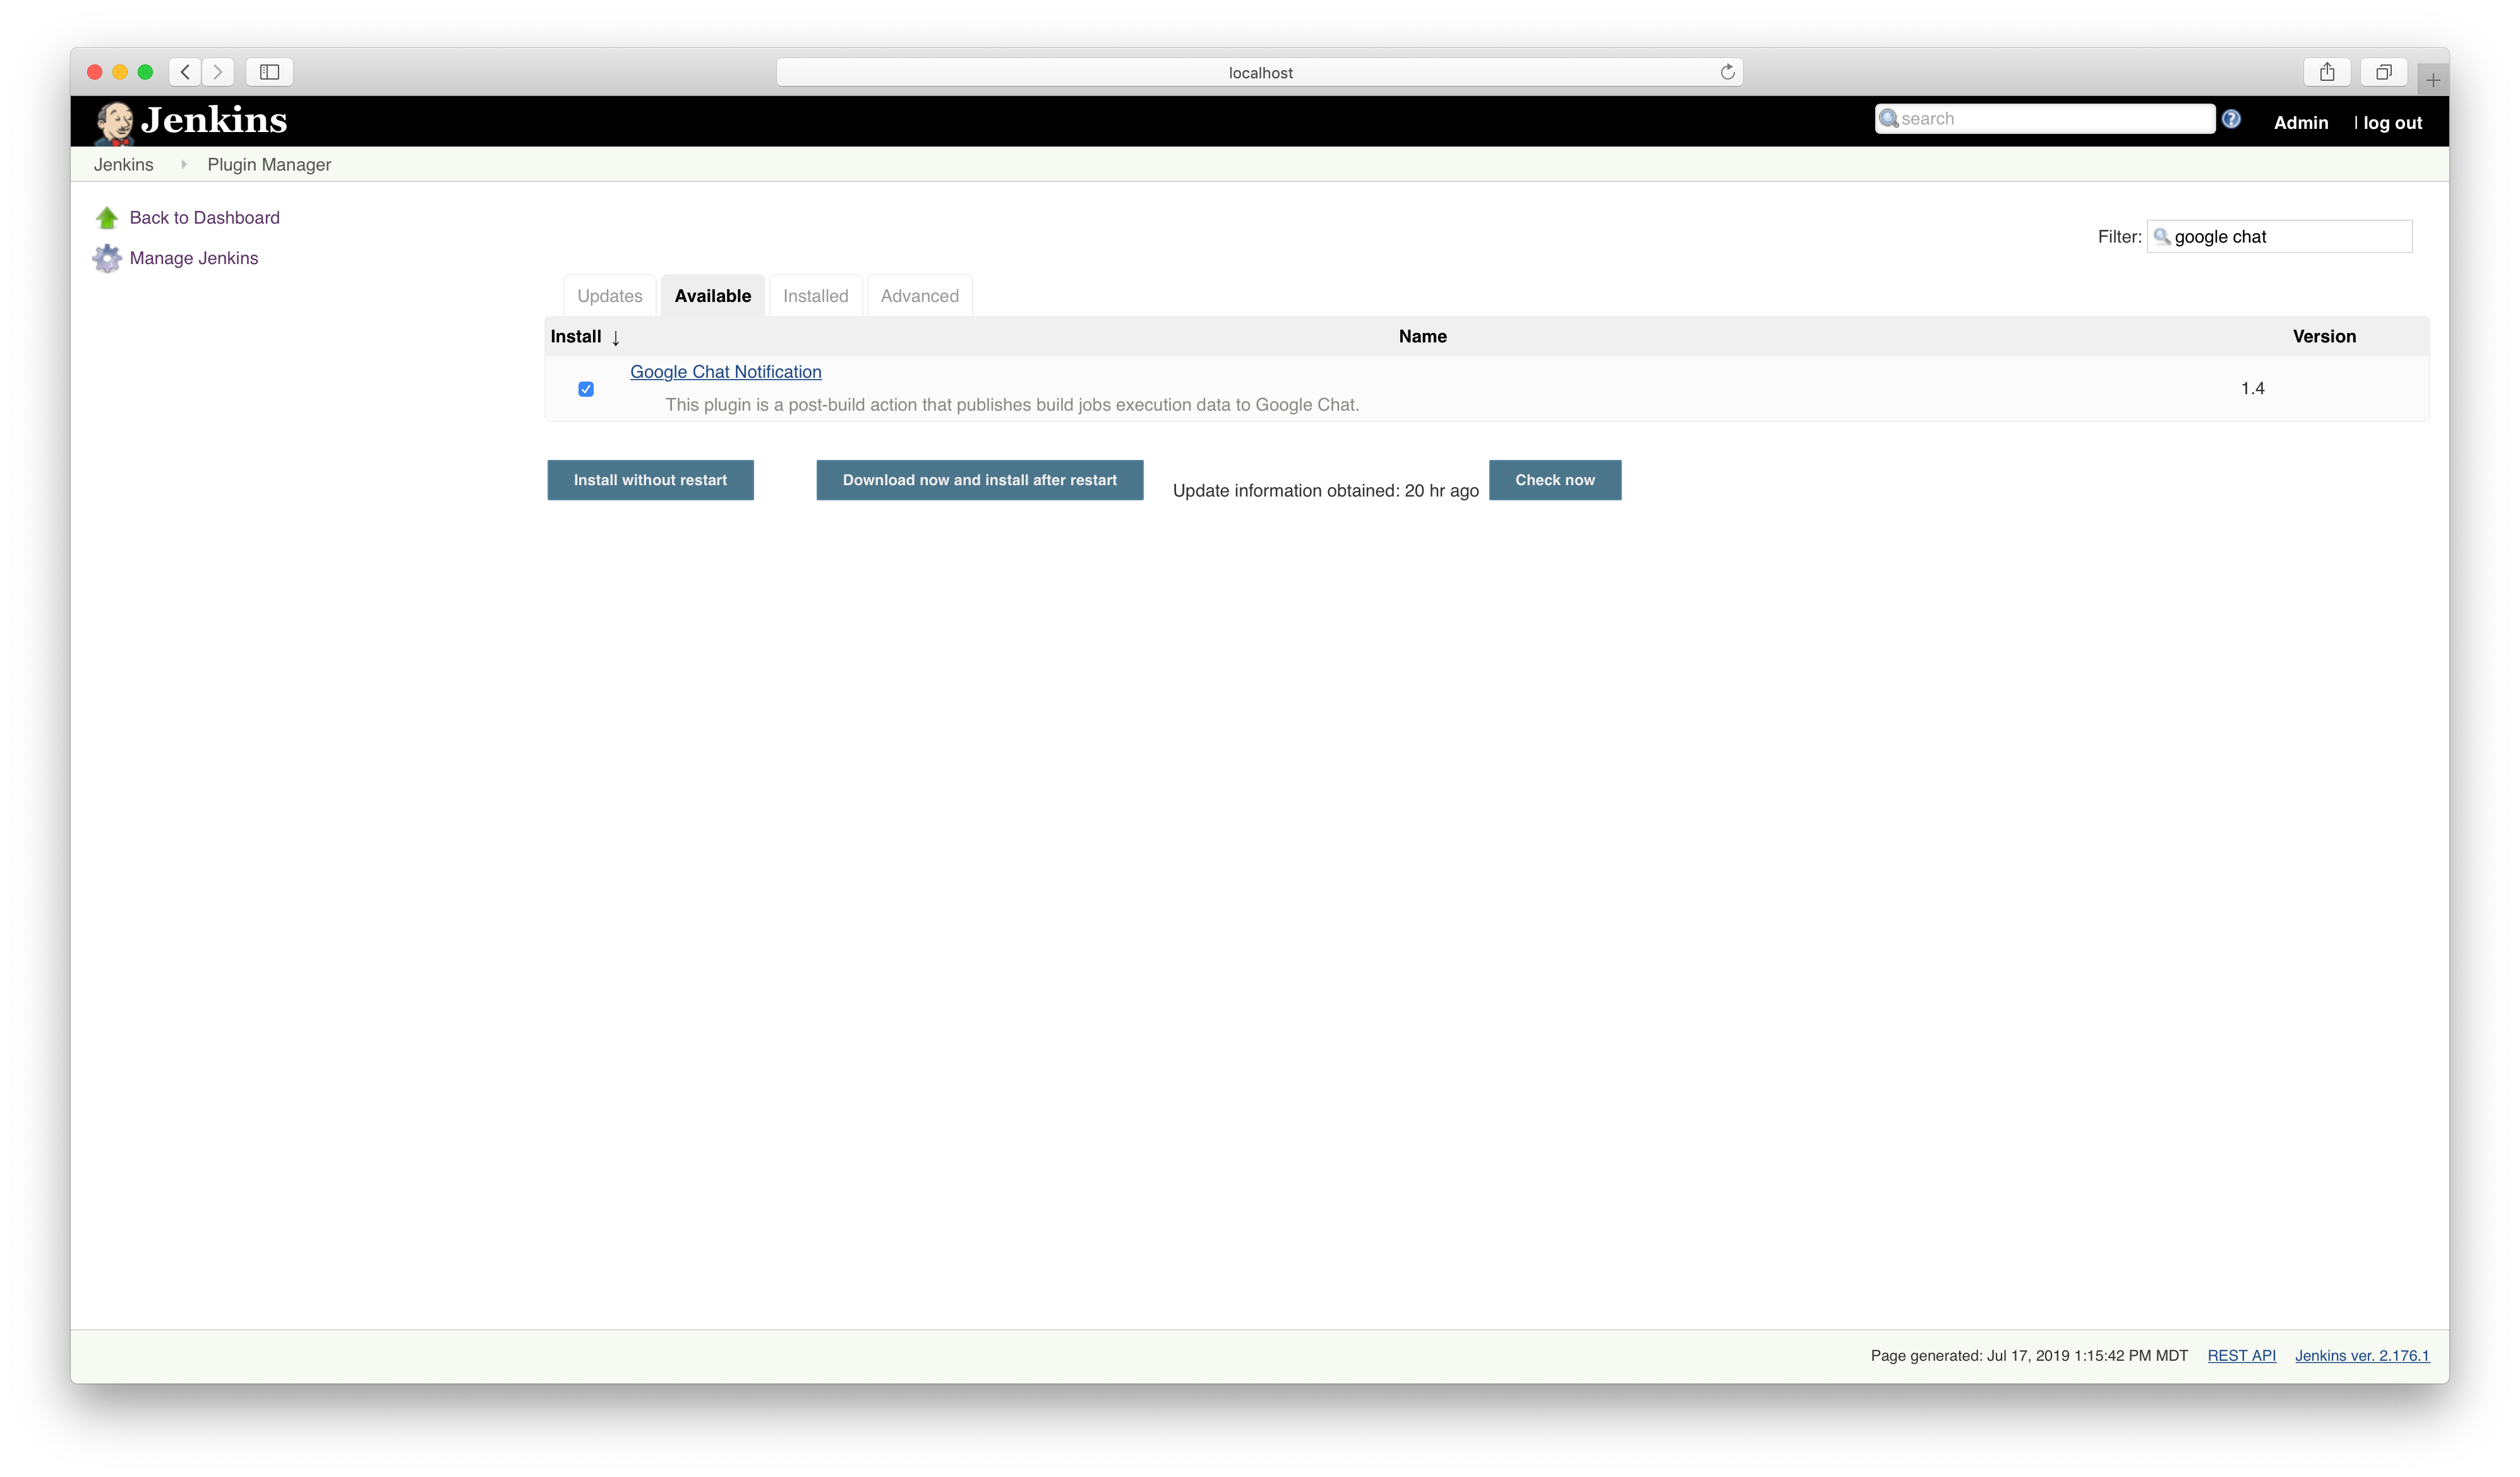 localhost
Jenkins
search
Admin
| log out
Jenkins
Plugin Manager
Back to Dashboard
Manage Jenkins
Filter: google chat
Updates
Available
Installed
Advanced
Install ↓
Name
Version
Google Chat Notification
This plugin is a post-build action that publishes build jobs execution data to Google Chat.
1.4
Install without restart
Download now and install after restart
Update information obtained: 20 hr ago
Check now
Page generated: Jul 17, 2019 1:15:42 PM MDT
REST API
Jenkins ver. 2.176.1